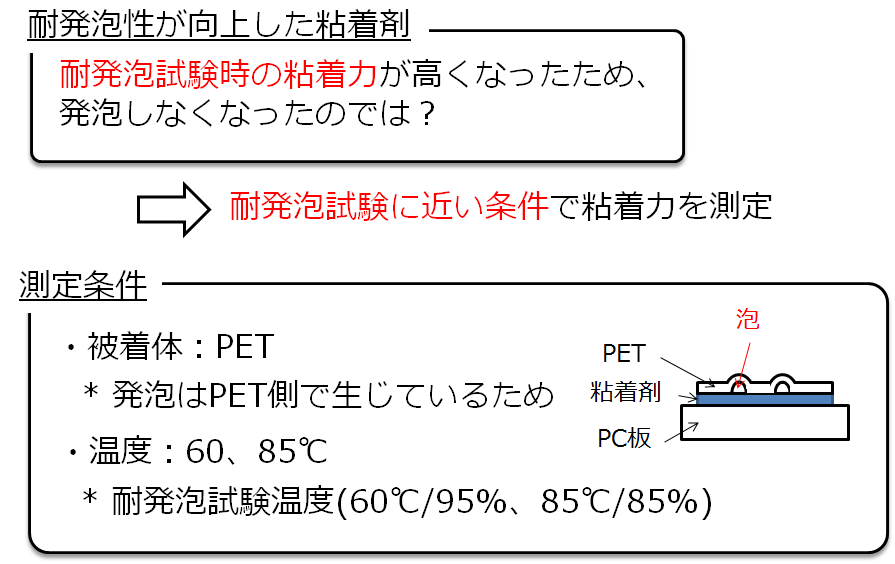 耐発泡性が向上した粘着剤
耐発泡試験時の粘着力が高くなったため、
発泡しなくなったのでは？
耐発泡試験に近い条件で粘着力を測定
測定条件
・被着体：PET
* 発泡はPET側で生じているため
・温度：60、85℃
* 耐発泡試験温度(60℃/95%、85℃/85%)
泡
PET
粘着剤
PC板